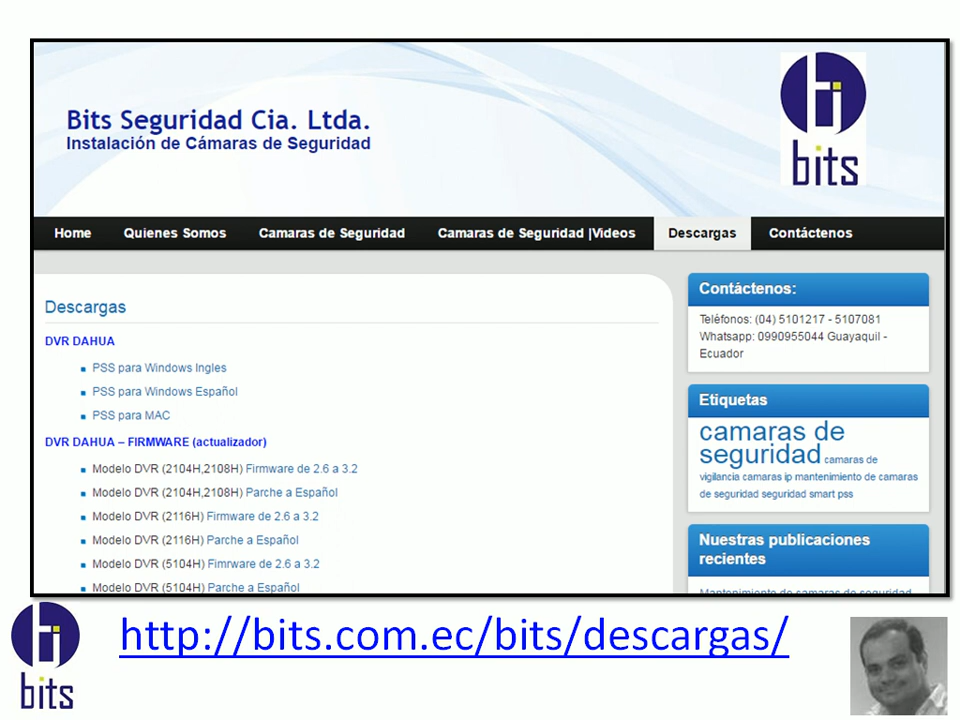 Bits Seguridad Cia. Ltda.
Instalación de Cámaras de Seguridad
bits
Home Quienes Somos Camaras de Seguridad Camaras de Seguridad |Videos Descargas Contáctenos
Descargas
DVR DAHUA
PSS para Windows Ingles
PSS para Windows Español
PSS para MAC
DVR DAHUA – FIRMWARE (actualizador)
Modelo DVR (2104H,2108H) Firmware de 2.6 a 3.2
Modelo DVR (2104H,2108H) Parche a Español
Modelo DVR (2116H) Firmware de 2.6 a 3.2
Modelo DVR (2116H) Parche a Español
Modelo DVR (5104H) Fimrware de 2.6 a 3.2
Modelo DVR (5104H) Parche a Español
Contáctenos:
Teléfonos: (04) 5101217 - 5107081
Whatsapp: 0990955044 Guayaquil -
Ecuador
Etiquetas
camaras de
seguridad camaras de
vigilancia camaras ip mantenimiento de camaras
de seguridad seguridad smart pss
Nuestras publicaciones
recientes
Mantenimiento de camaras de seguridad
bits
http://bits.com.ec/bits/descargas/